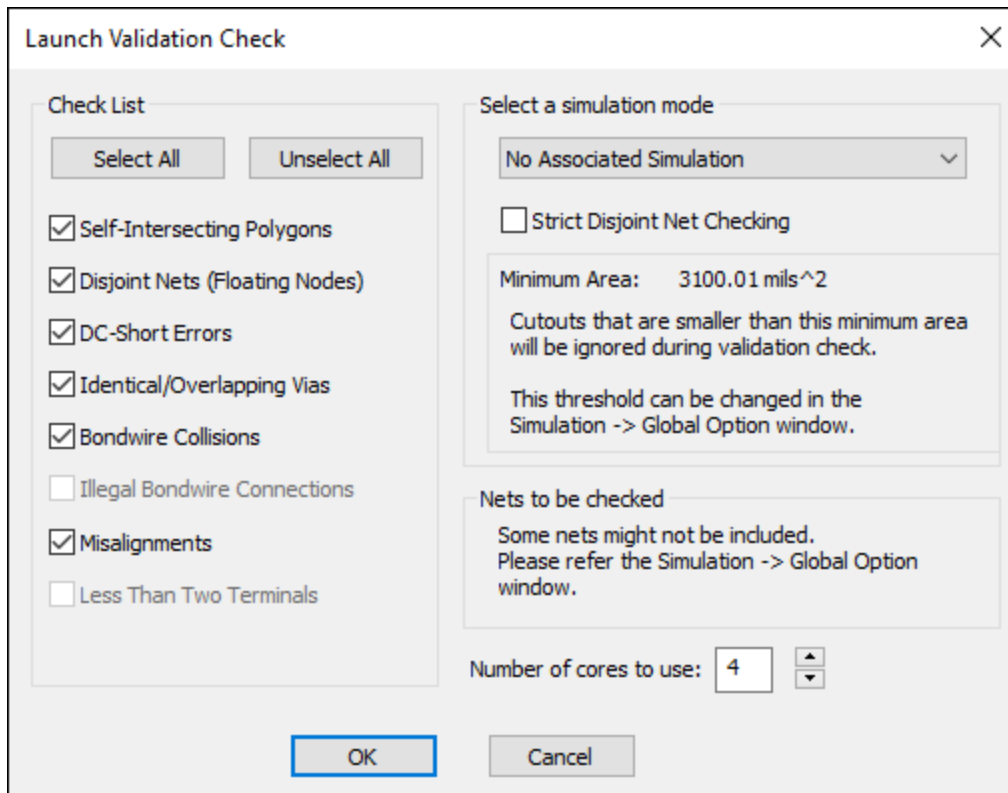 Launch Validation Check
Check List
Select All
Unselect All
Self-Intersecting Polygons
Disjoint Nets (Floating Nodes)
DC-Short Errors
Identical/Overlapping Vias
Bondwire Collisions
Illegal Bondwire Connections
Misalignments
Less Than Two Terminals
Select a simulation mode
No Associated Simulation
Strict Disjoint Net Checking
Minimum Area: 3100.01 mils^2
Cutouts that are smaller than this minimum area
will be ignored during validation check.
This threshold can be changed in the
Simulation -> Global Option window.
Nets to be checked
Some nets might not be included.
Please refer the Simulation -> Global Option
window.
Number of cores to use: 4
OK
Cancel